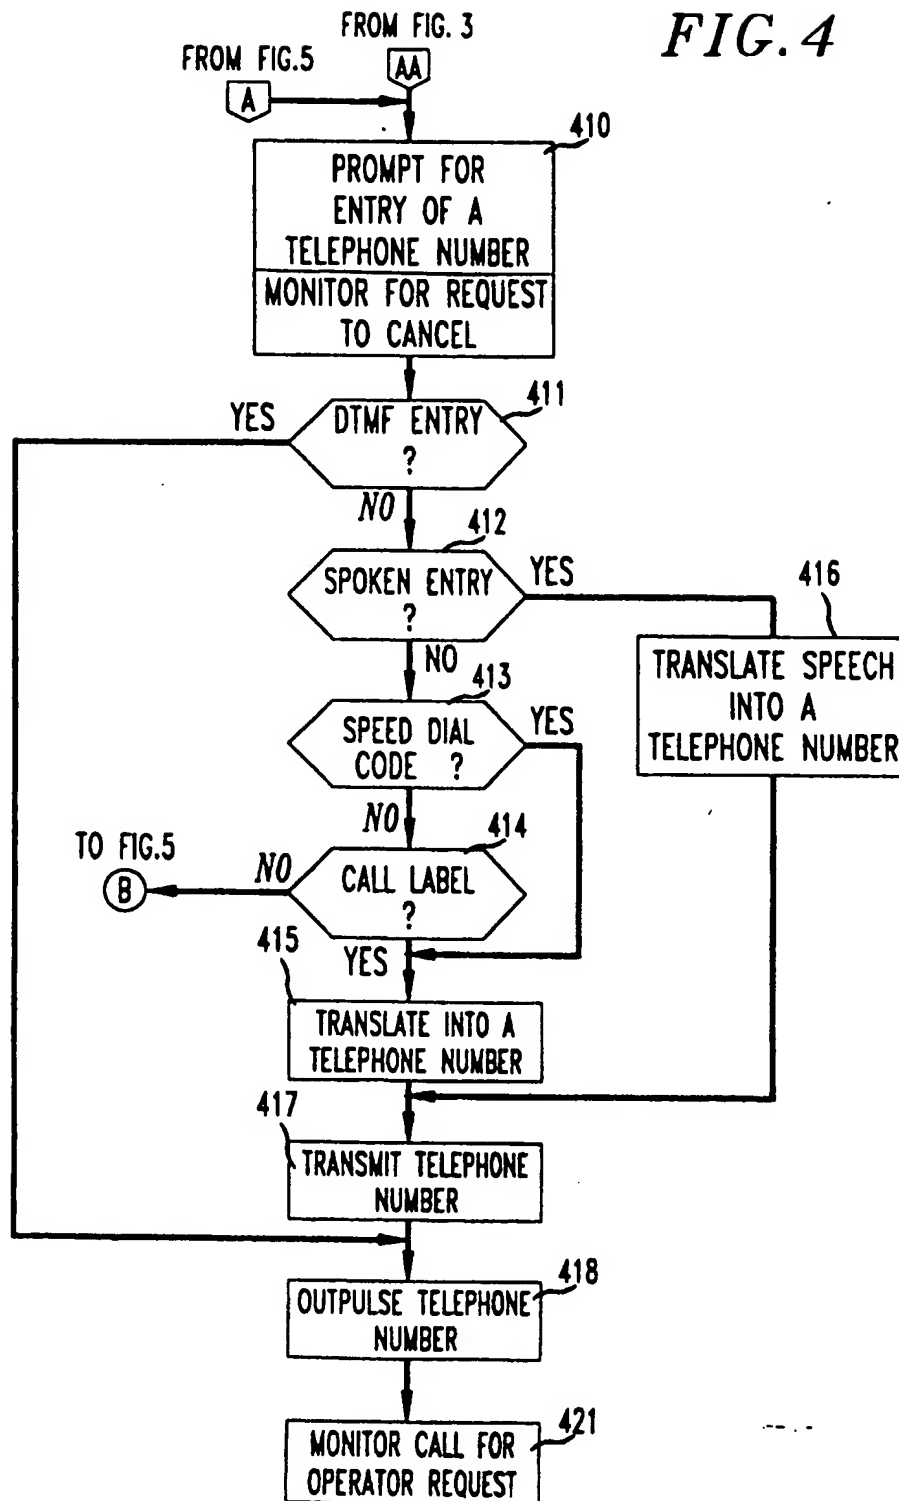 FROM FIG. 3
FIG. 4
FROM FIG.5
AA
A
410
PROMPT FOR
ENTRY OF A
TELEPHONE NUMBER
MONITOR FOR REQUEST
TO CANCEL
411
YES
DTMF ENTRY
?
NO
412
SPOKEN ENTRY
?
YES
416
NO
TRANSLATE SPEECH
INTO A
TELEPHONE NUMBER
413
SPEED DIAL
CODE ?
YES
NO
414
TO FIG.5
B
NO
CALL LABEL
?
415
YES
TRANSLATE INTO A
TELEPHONE NUMBER
417
TRANSMIT TELEPHONE
NUMBER
418
OUTPULSE TELEPHONE
NUMBER
421
MONITOR CALL FOR
OPERATOR REQUEST